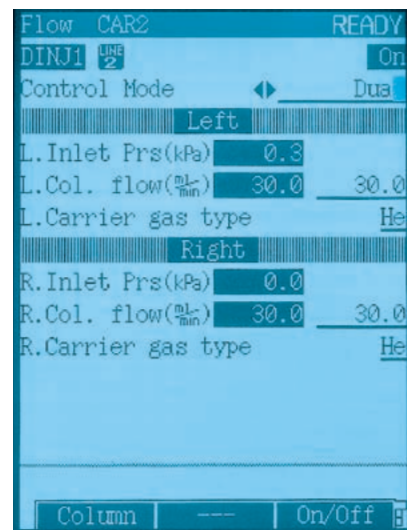 Flow CAR2 READY
DINJ1 LINE 2 On
Control Mode Dua
Left
L.Inlet Prs(kPa) 0.3
L.Col. flow(mL/min) 30.0 30.0
L.Carrier gas type He
Right
R.Inlet Prs(kPa) 0.0
R.Col. flow(mL/min) 30.0 30.0
R.Carrier gas type He
Column --- On/Off